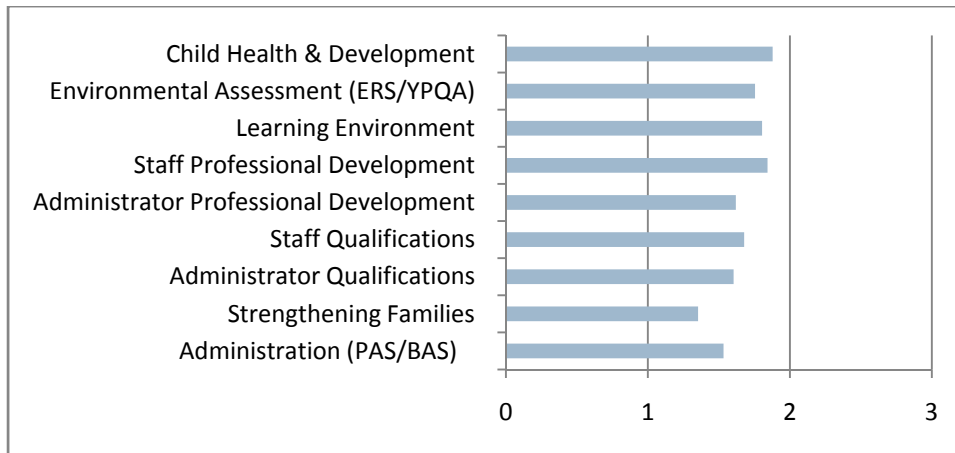 Child Health & Development
Environmental Assessment (ERS/YPQA)
Learning Environment
Staff Professional Development
Administrator Professional Development
Staff Qualifications
Administrator Qualifications
Strengthening Families
Administration (PAS/BAS)
0 1 2 3